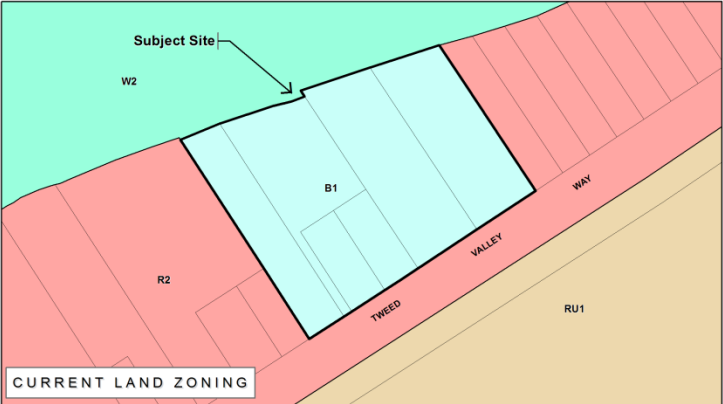 Subject Site
W2
B1
WAY
VALLEY
R2
TWEED
RU1
CURRENT LAND ZONING